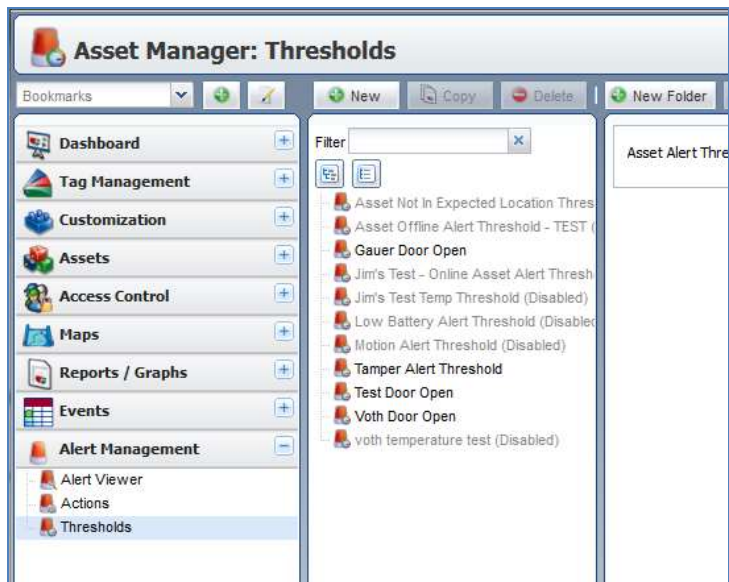 Asset Manager: Thresholds
Bookmarks
New
Copy
Delete
New Folder
Dashboard
Tag Management
Customization
Assets
Access Control
Maps
Reports / Graphs
Events
Alert Management
Alert Viewer
Actions
Thresholds
Filter
Asset Not In Expected Location Thres
Asset Offline Alert Threshold - TEST (
Gauer Door Open
Jim's Test - Online Asset Alert Thresh
Jim's Test Temp Threshold (Disabled)
Low Battery Alert Threshold (Disabled
Motion Alert Threshold (Disabled)
Tamper Alert Threshold
Test Door Open
Voth Door Open
voth temperature test (Disabled)
Asset Alert Thre